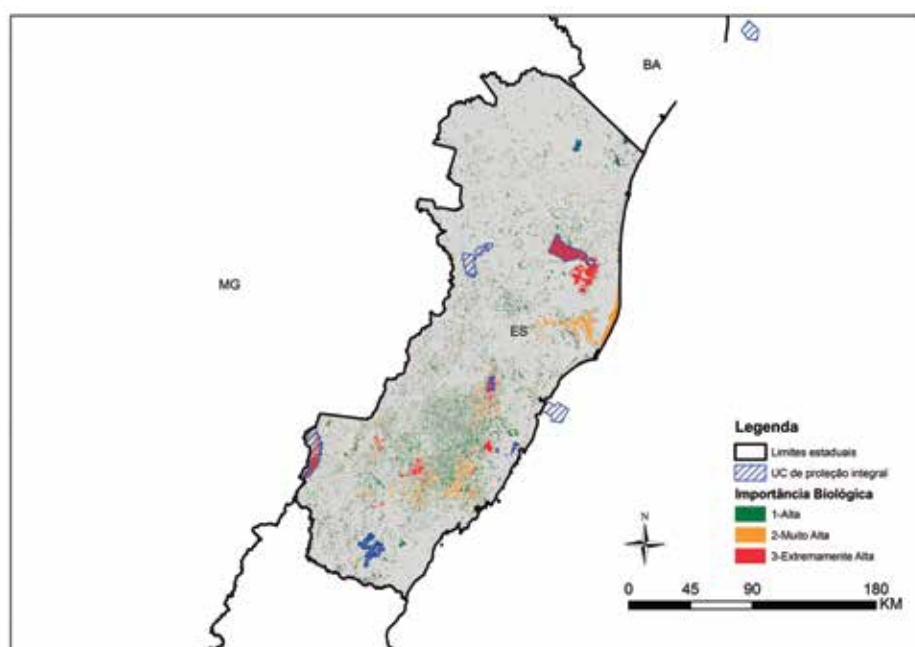 BA
MG
ES
Legenda
Limites estaduais
UC de proteção integral
Importância Biológica
1-Alta
2-Muito Alta
3-Extremamente Alta
N
0 45 90 180
KM